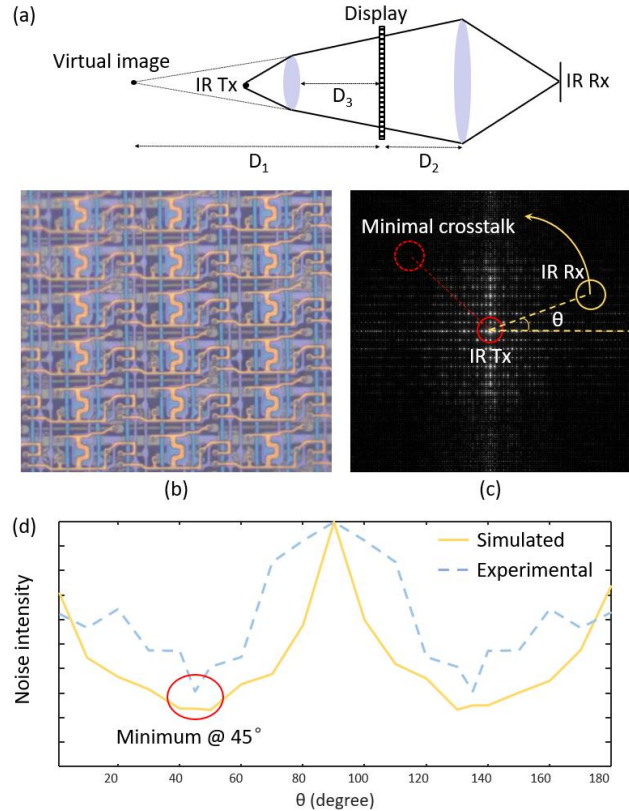 (a)
Display
Virtual image
IR Tx
IR Rx
D3
D1
D2
Minimal crosstalk
IR Rx
θ
IR Tx
(b)
(c)
(d)
Simulated
Experimental
Noise intensity
Minimum @ 45°
20 40 60 80 100 120 140 160 180
θ (degree)